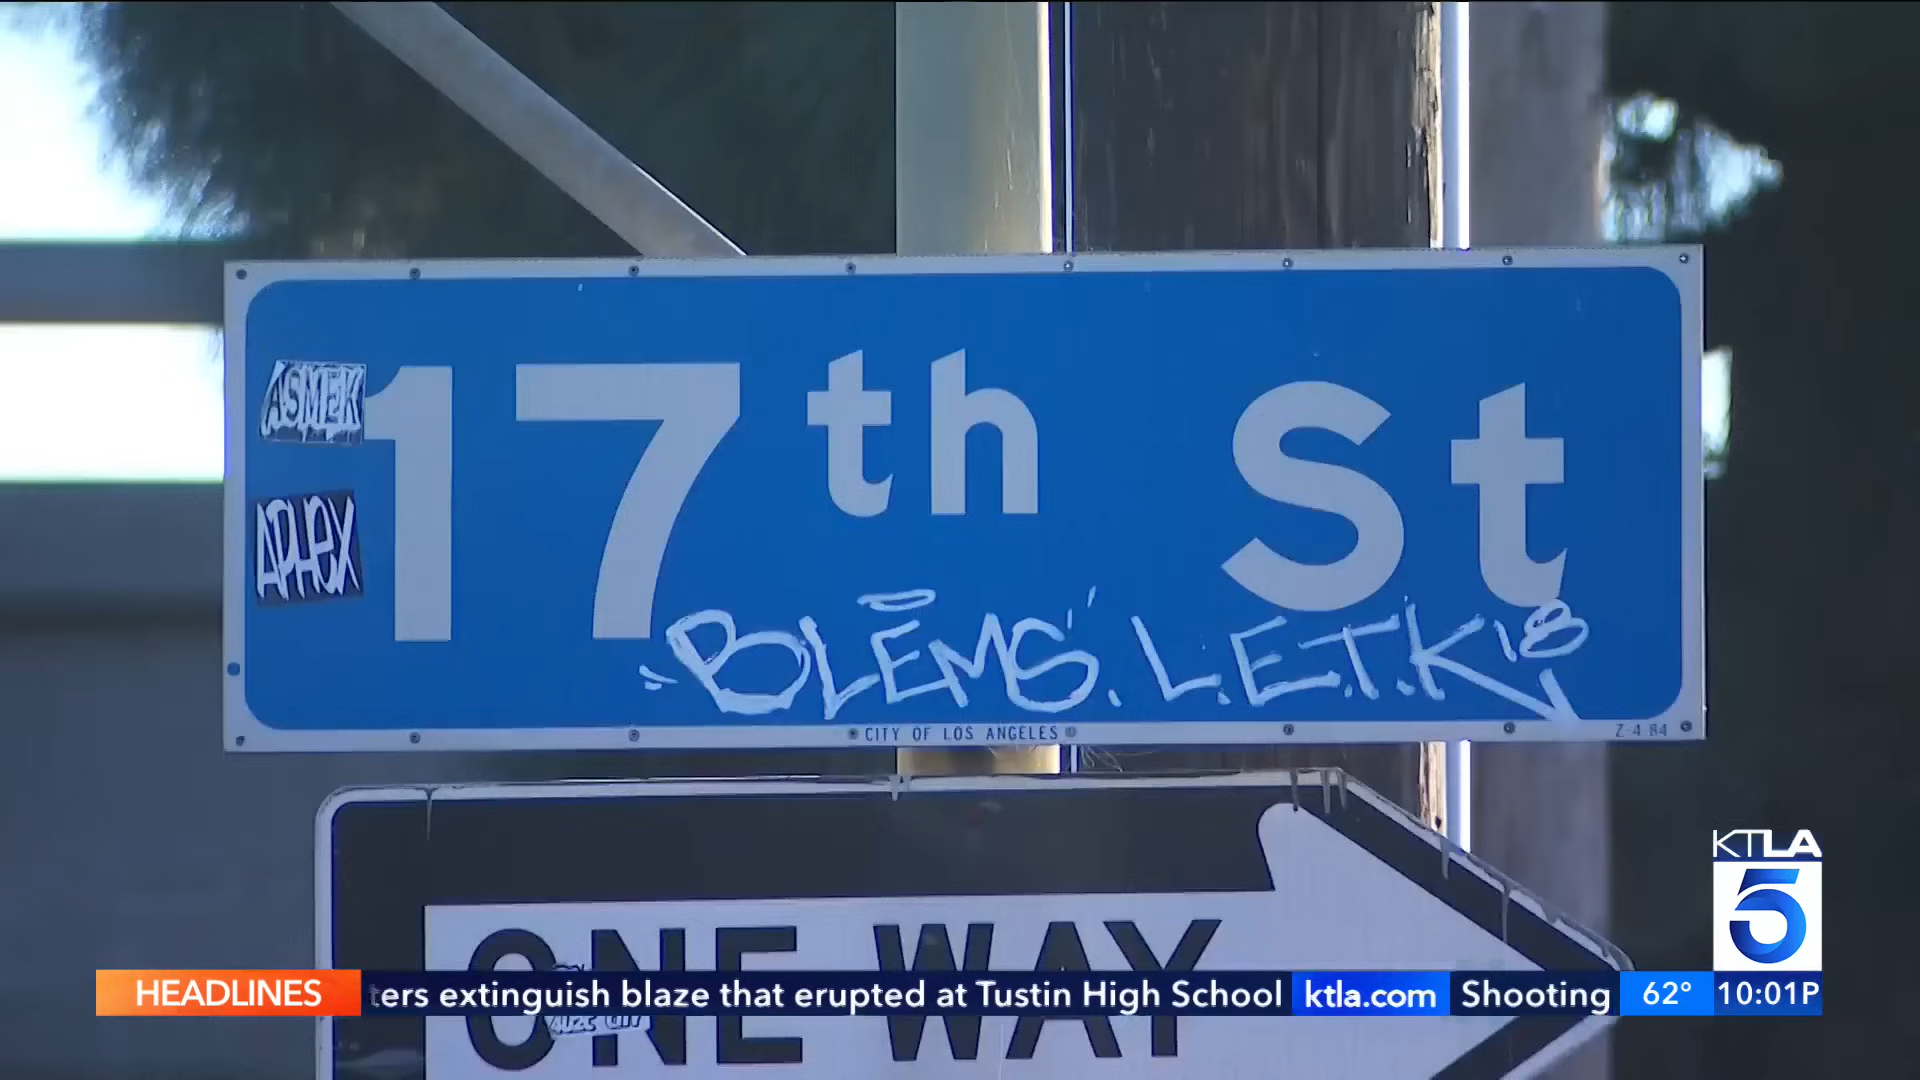 17th St
ASMEK
APHEX
BLEMS. L.E.T.K 18
CITY OF LOS ANGELES
Z-4 84
ONE WAY
KTLA
5
HEADLINES
ters extinguish blaze that erupted at Tustin High School ktla.com Shooting
62° 10:01P